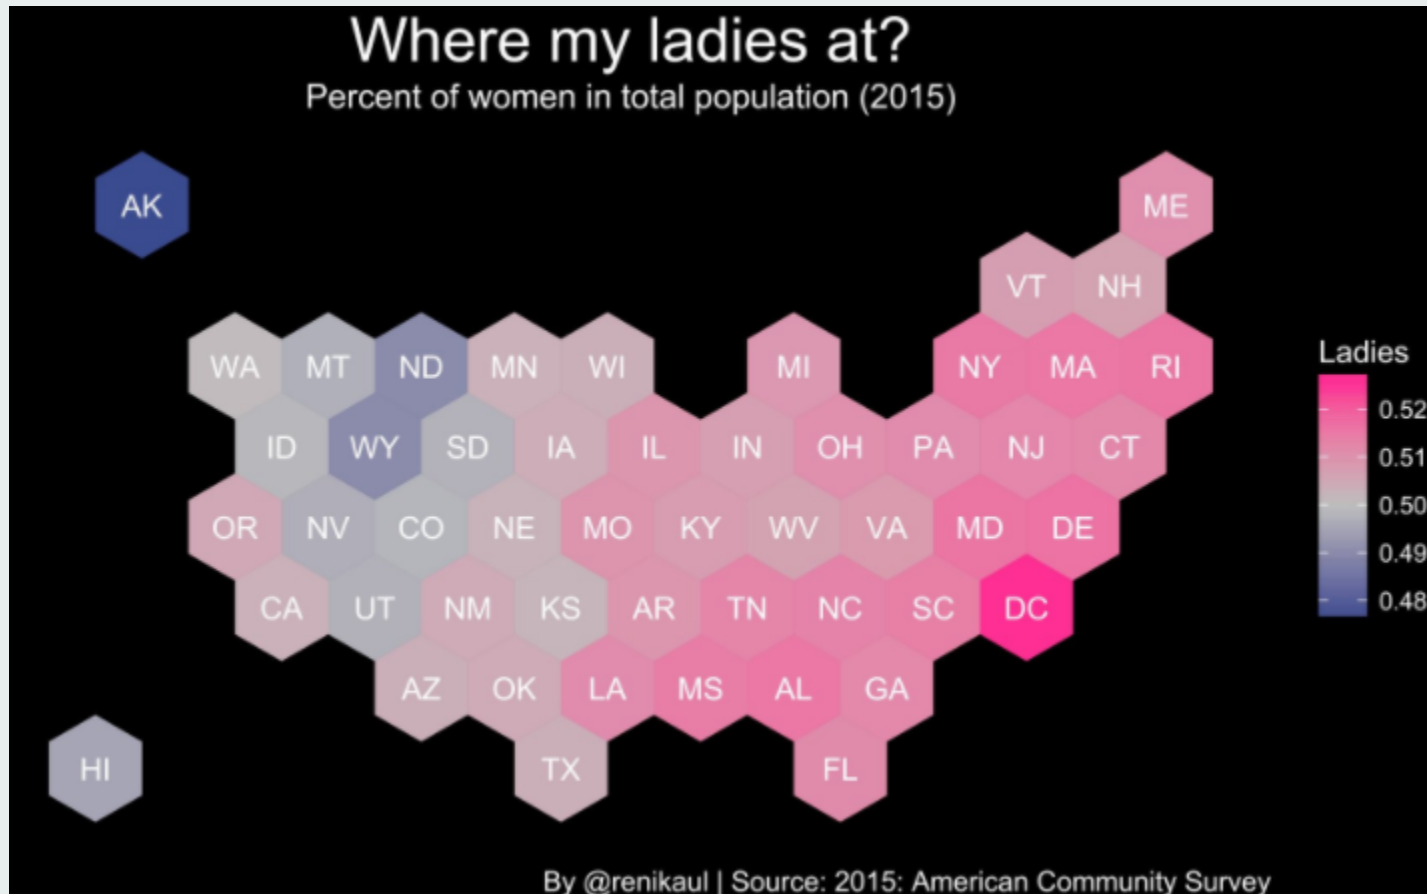 Where my ladies at?
Percent of women in total population (2015)
AK
ME
VT NH
WA MT ND MN WI MI NY MA RI
Ladies
0.52
0.51
0.50
0.49
0.48
ID WY SD IA IL IN OH PA NJ CT
OR NV CO NE MO KY WV VA MD DE
CA UT NM KS AR TN NC SC DC
AZ OK LA MS AL GA
HI TX FL
By @renikaul | Source: 2015: American Community Survey